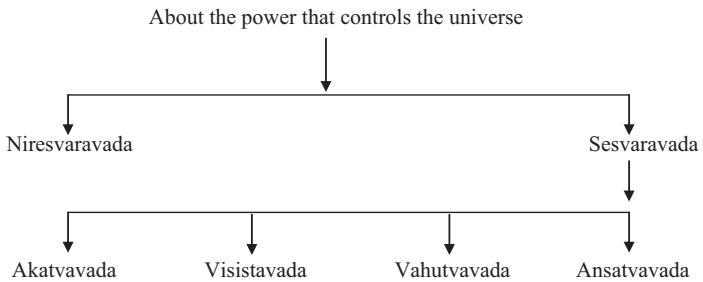 About the power that controls the universe
Niresvaravada
Sesvaravada
Akatvavada
Visistavada
Vahutvavada
Ansatvavada